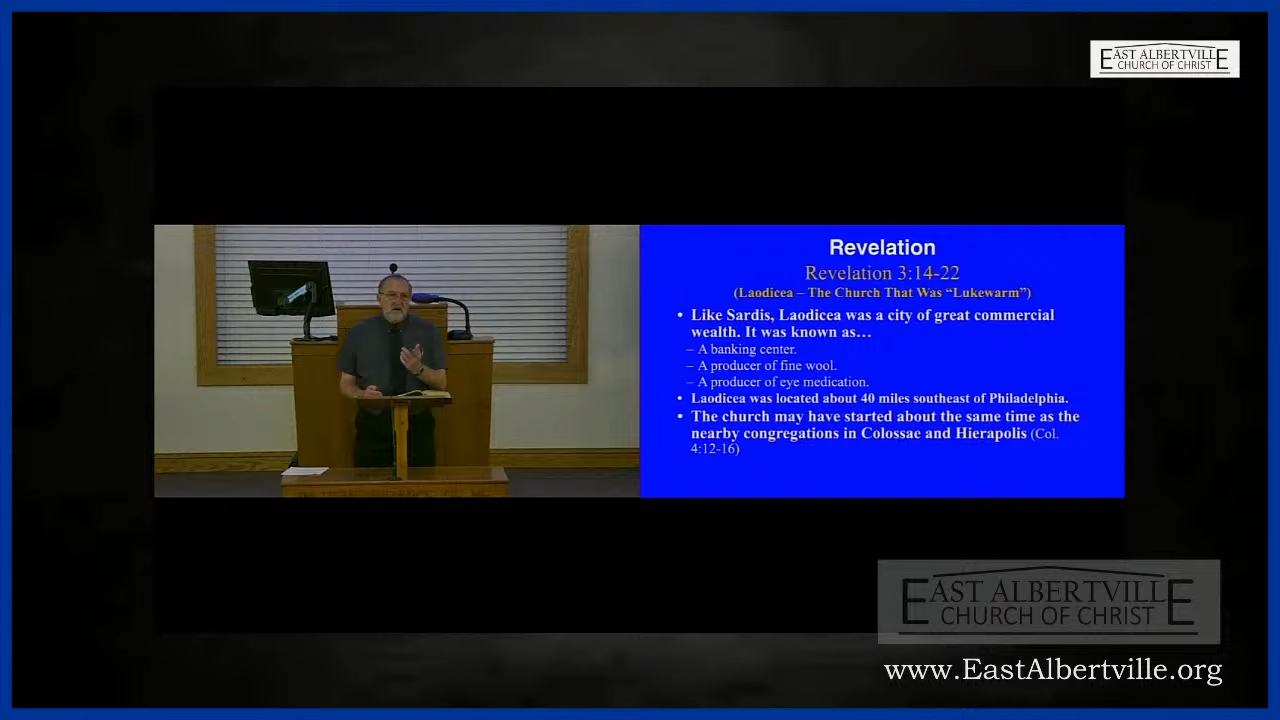 EAST ALBERTVILLE
CHURCH OF CHRIST
Revelation
Revelation 3:14-22
(Laodicea – The Church That Was “Lukewarm”)
• Like Sardis, Laodicea was a city of great commercial
wealth. It was known as…
– A banking center.
– A producer of fine wool.
– A producer of eye medication.
• Laodicea was located about 40 miles southeast of Philadelphia.
• The church may have started about the same time as the
nearby congregations in Colossae and Hierapolis (Col.
4:12-16)
EAST ALBERTVILLE
CHURCH OF CHRIST
www.EastAlbertville.org